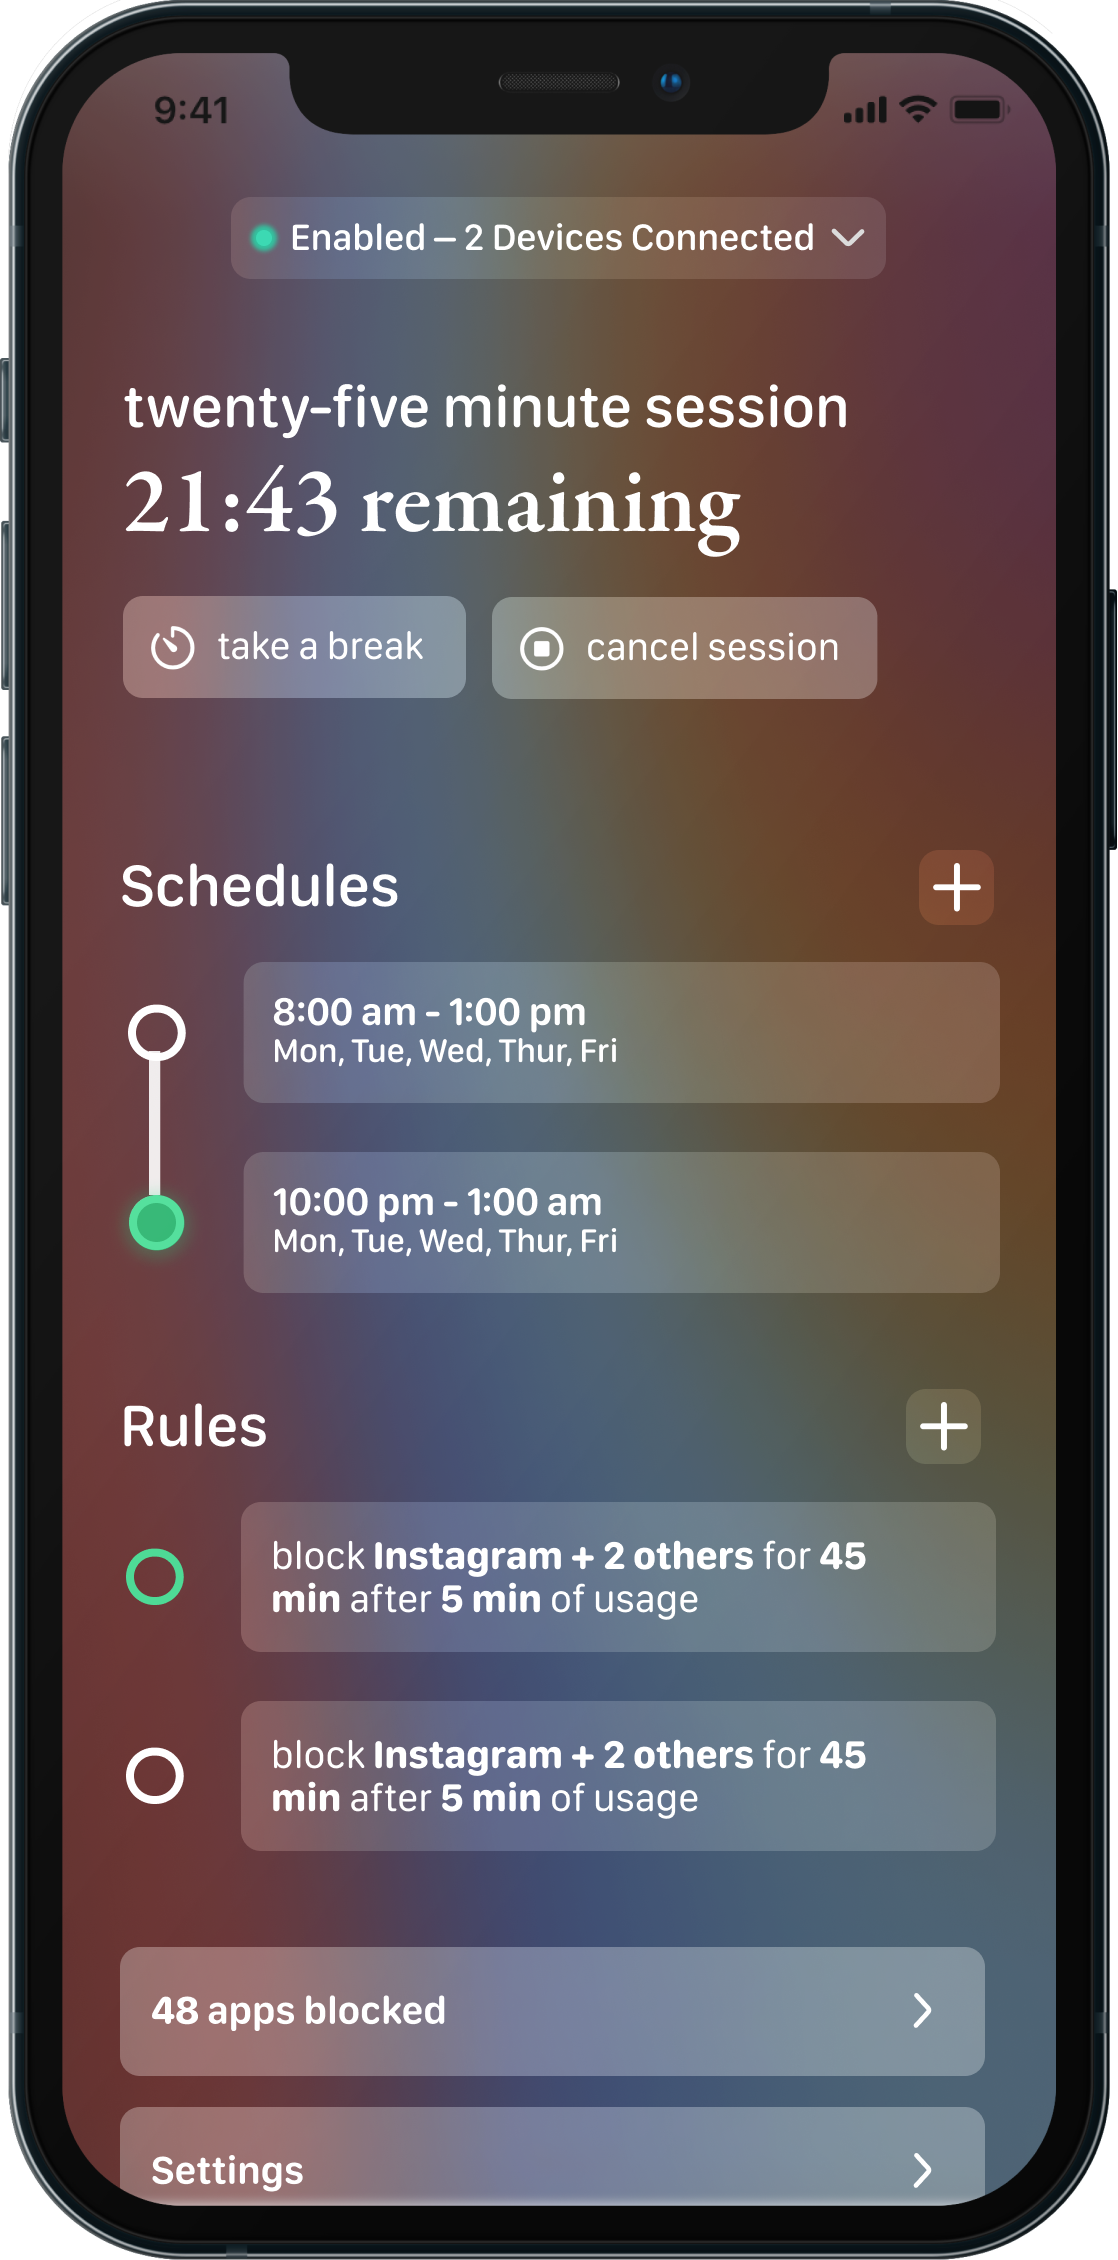 9:41
Enabled – 2 Devices Connected
twenty-five minute session
21:43 remaining
take a break
cancel session
Schedules
8:00 am - 1:00 pm
Mon, Tue, Wed, Thur, Fri
10:00 pm - 1:00 am
Mon, Tue, Wed, Thur, Fri
Rules
block Instagram + 2 others for 45
min after 5 min of usage
block Instagram + 2 others for 45
min after 5 min of usage
48 apps blocked
Settings